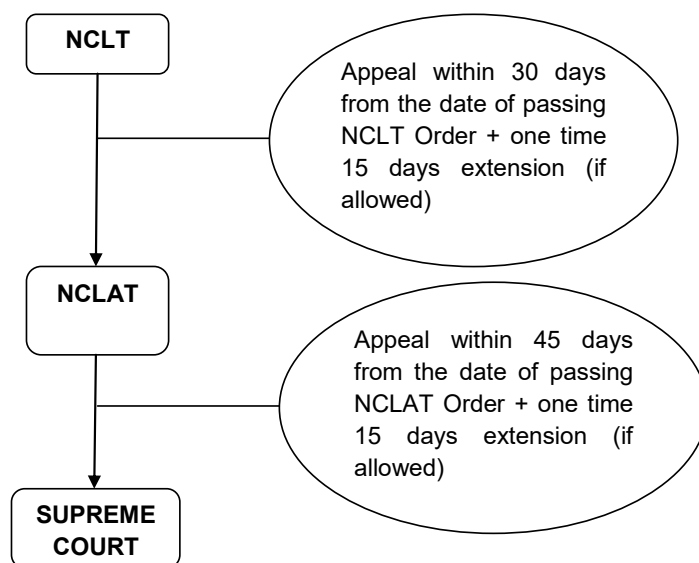 NCLT
Appeal within 30 days
from the date of passing
NCLT Order + one time
15 days extension (if
allowed)
NCLAT
Appeal within 45 days
from the date of passing
NCLAT Order + one time
15 days extension (if
allowed)
SUPREME
COURT